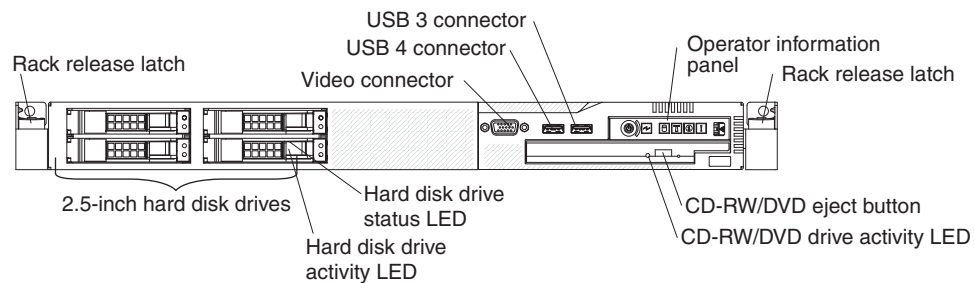 USB 3 connector
USB 4 connector
Video connector
Operator information
panel
Rack release latch
Rack release latch
2.5-inch hard disk drives
Hard disk drive
status LED
Hard disk drive
activity LED
CD-RW/DVD eject button
CD-RW/DVD drive activity LED